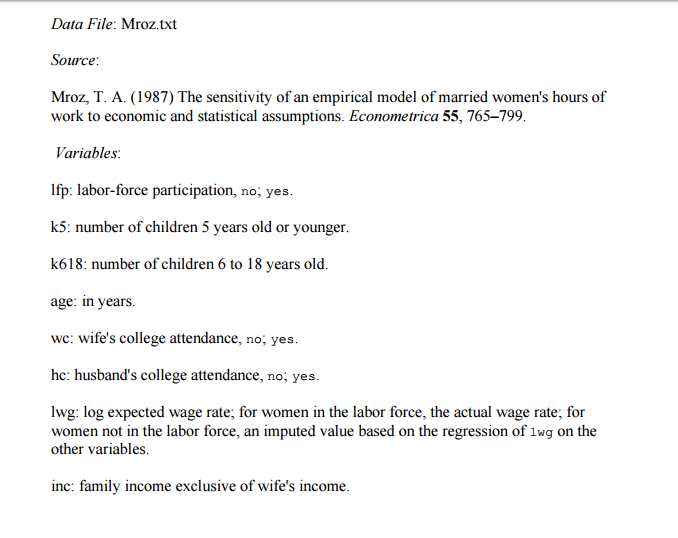 Data File: Mroz.txt
Source:
Mroz, T. A. (1987) The sensitivity of an empirical model of married women's hours of
work to economic and statistical assumptions. Econometrica 55, 765–799.
Variables:
lfp: labor-force participation, no; yes.
k5: number of children 5 years old or younger.
k618: number of children 6 to 18 years old.
age: in years.
wc: wife's college attendance, no; yes.
hc: husband's college attendance, no; yes.
lwg: log expected wage rate; for women in the labor force, the actual wage rate; for
women not in the labor force, an imputed value based on the regression of lwg on the
other variables.
inc: family income exclusive of wife's income.